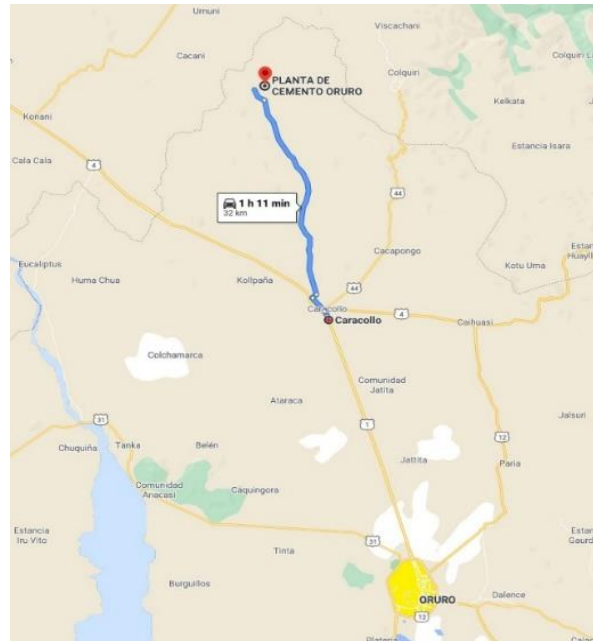 Umuni
Viscachani
Cacani
Colquiri
PLANTA DE
CEMENTO ORURO
Konani
Kelkata
Estancia Isara
Cala Cala
4
44
1 h 11 min
32 km
Cacapongo
Eucaliptus
Huma Chua
Kollpaña
44
Kotu Uma
Caracollo
Caracollo
4
Caihuasi
Colchamarca
Comunidad
Jatita
Ataraca
31
1
Jalsuri
12
Chuquiña
Tanka
Belén
Jattita
Paria
Comunidad
Anacasi
Caquingora
Estancia
Iru Vito
31
Tinta
Burguillos
ORURO
Dalence
12